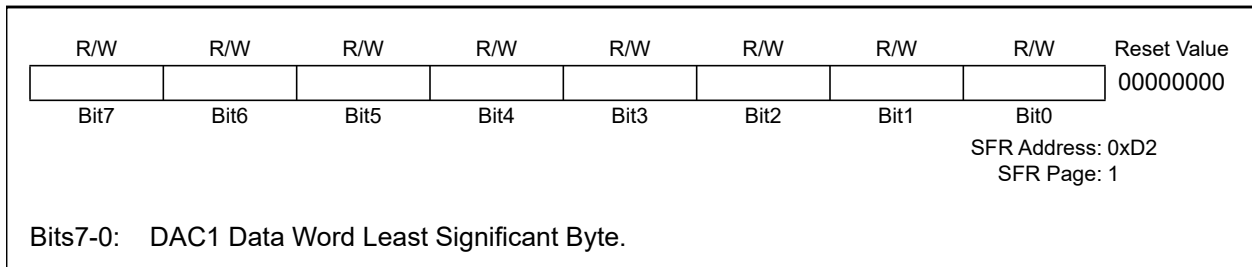 R/W R/W R/W R/W R/W R/W R/W R/W Reset Value
00000000
Bit7 Bit6 Bit5 Bit4 Bit3 Bit2 Bit1 Bit0
SFR Address: 0xD2
SFR Page: 1
Bits7-0: DAC1 Data Word Least Significant Byte.